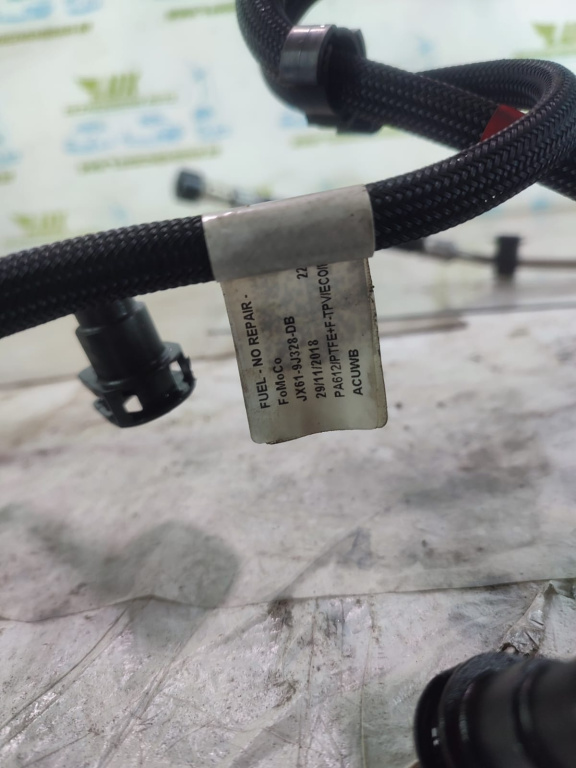 FUEL - NO REPAIR -
FoMoCo
JX61-9J328-DB 22
29/11/2018
PA612/PTFE+F-TPV/ECO/
ACUWB